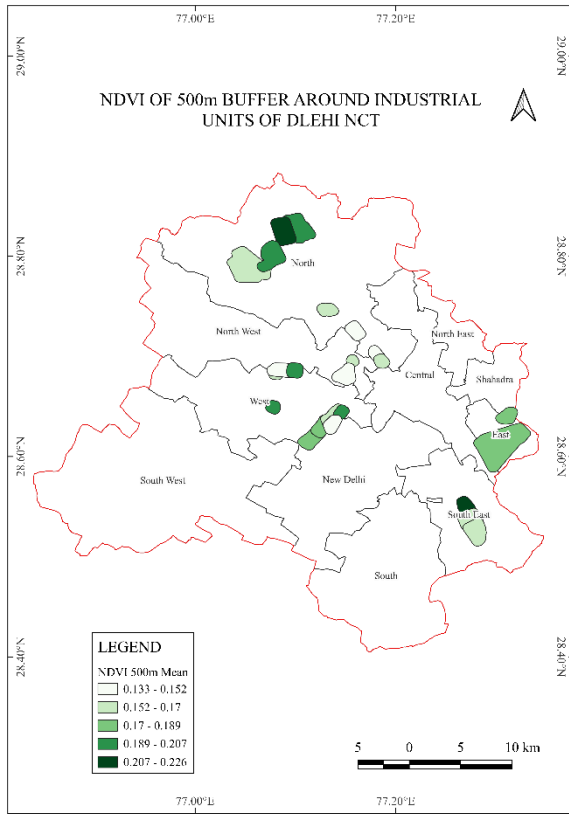 77.00°E 77.20°E
29.00°N 29.00°N
NDVI OF 500m BUFFER AROUND INDUSTRIAL
UNITS OF DLEHI NCT
28.80°N 28.80°N
North
North West
North East
Central
Shahadra
West
East
28.60°N 28.60°N
South West
New Delhi
South East
South
28.40°N 28.40°N
LEGEND
NDVI 500m Mean
0.133 - 0.152
0.152 - 0.17
0.17 - 0.189
0.189 - 0.207
0.207 - 0.226
5 0 5 10 km
77.00°E 77.20°E